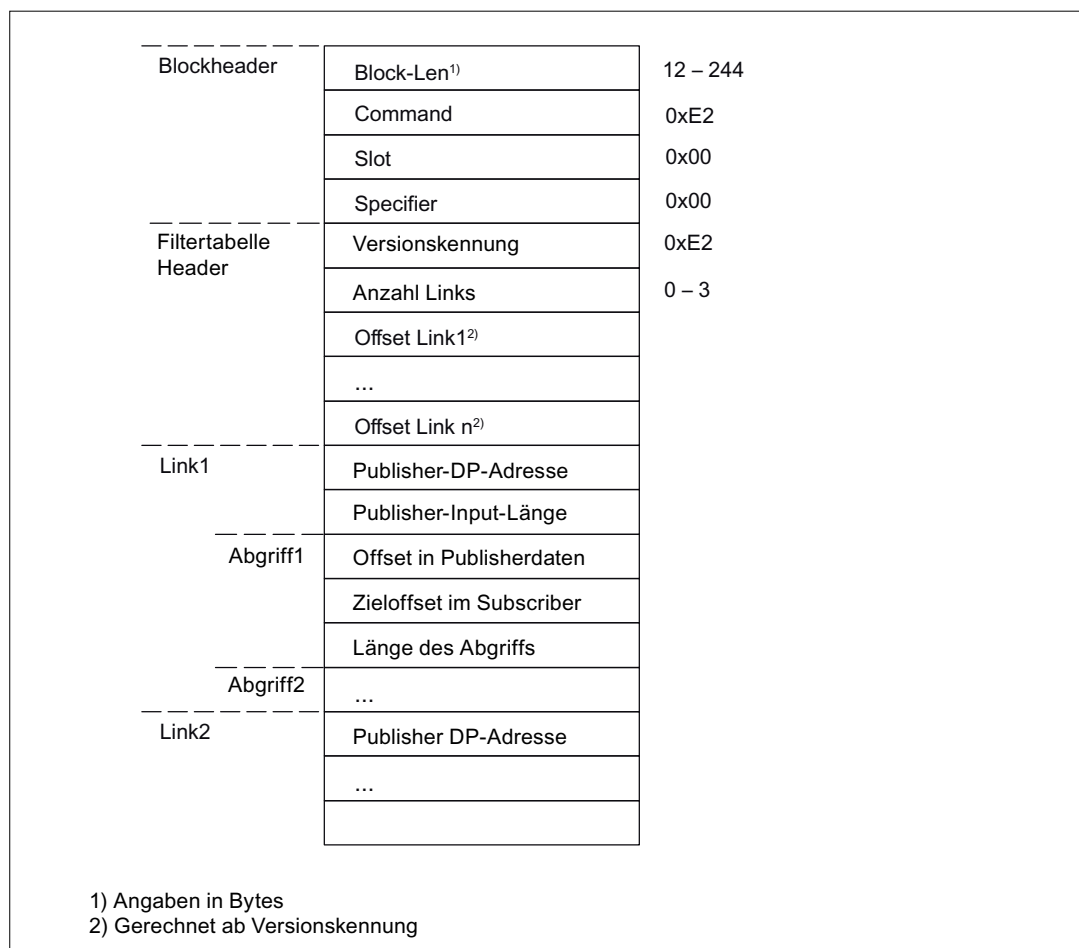 Blockheader
Block-Len1)
12 – 244
Command
0xE2
Slot
0x00
Specifier
0x00
Filtertabelle
Header
Versionskennung
0xE2
Anzahl Links
0 – 3
Offset Link12)
...
Offset Link n2)
Link1
Publisher-DP-Adresse
Publisher-Input-Länge
Abgriff1
Offset in Publisherdaten
Zieloffset im Subscriber
Länge des Abgriffs
Abgriff2
...
Link2
Publisher DP-Adresse
...
1) Angaben in Bytes
2) Gerechnet ab Versionskennung